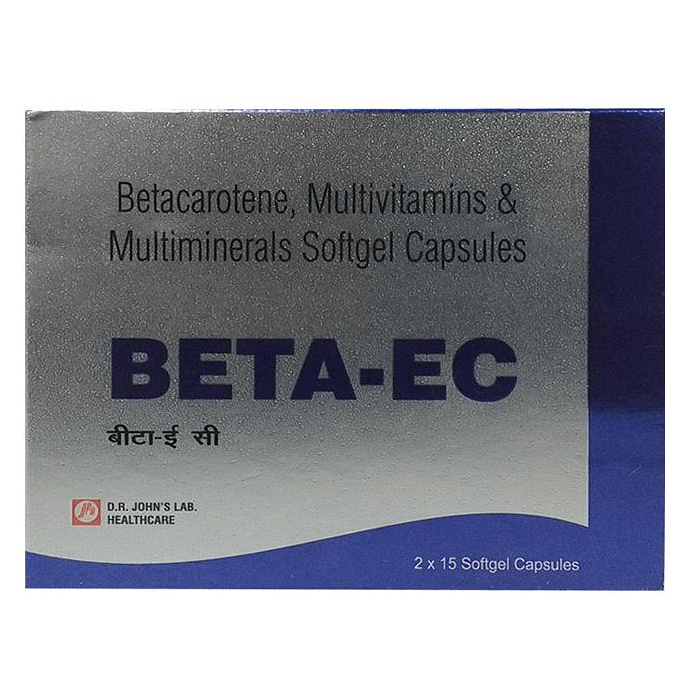 Betacarotene, Multivitamins &
Multiminerals Softgel Capsules
BETA-EC
बीटा-ई सी
D.R. JOHN'S LAB.
HEALTHCARE
2 x 15 Softgel Capsules